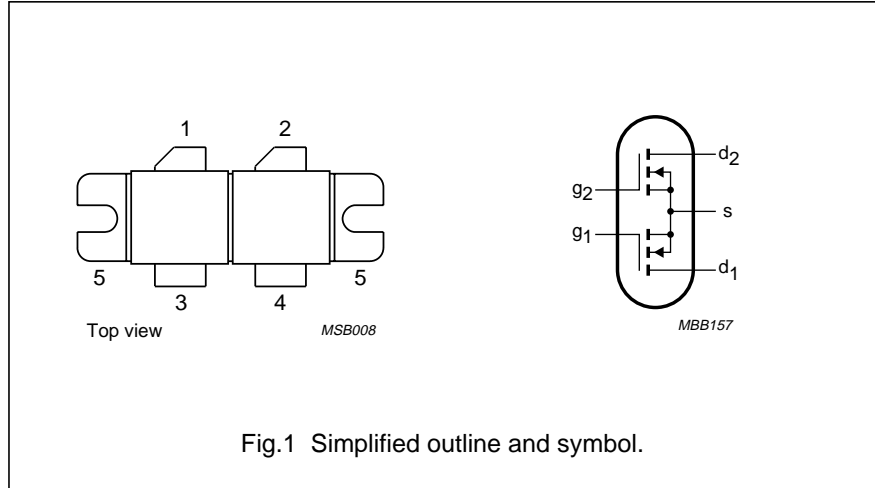 1 2
5 5
3 4
Top view MSB008
d2
g2
s
g1
d1
MBB157
Fig.1 Simplified outline and symbol.